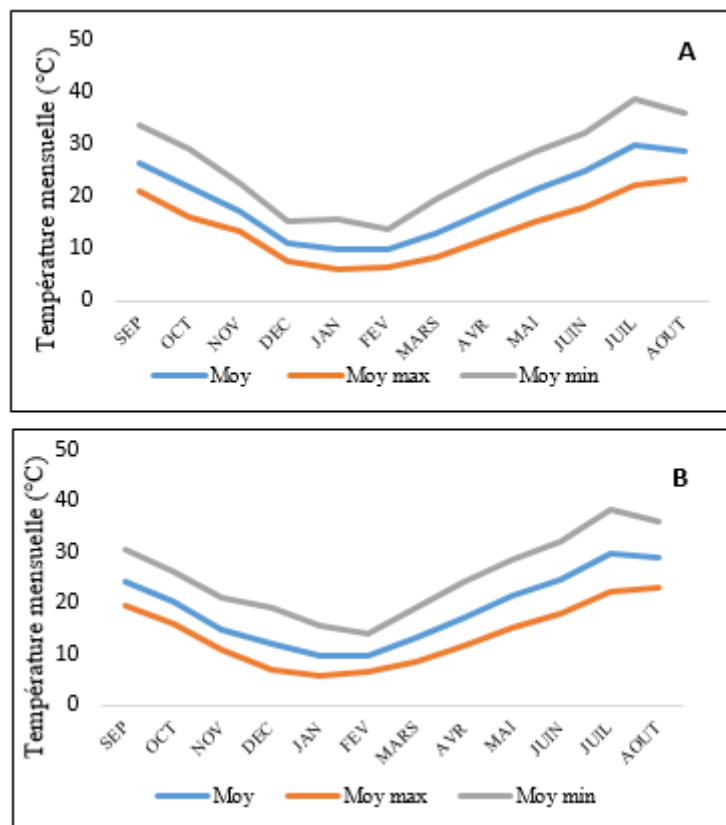 A
Température mensuelle (°C)
50
40
30
20
10
0
SEP OCT NOV DEC JAN FEV MARS AVR MAI JUIN JUIL AOUT
Moy Moy max Moy min
B
Température mensuelle (°C)
50
40
30
20
10
0
SEP OCT NOV DEC JAN FEV MARS AVR MAI JUIN JUIL AOUT
Moy Moy max Moy min